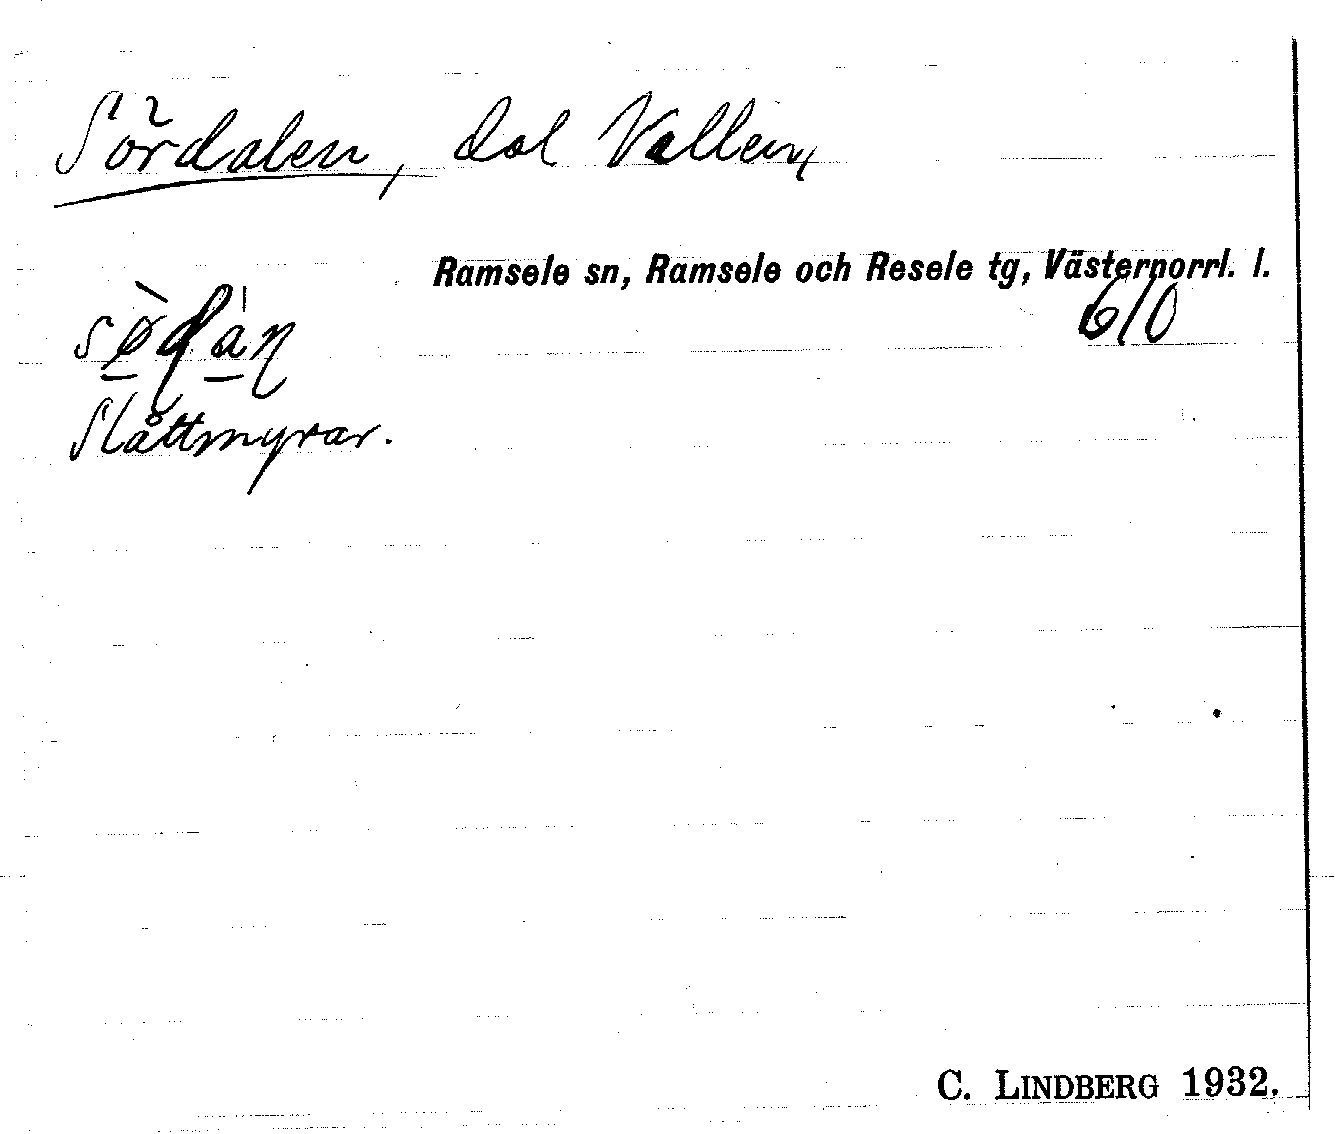 Sördalen, dal Vallen,
Ramsele sn, Ramsele och Resele tg, Västernorrl. l.
610
Slåttmyrar.
C. LINDBERG 1932.